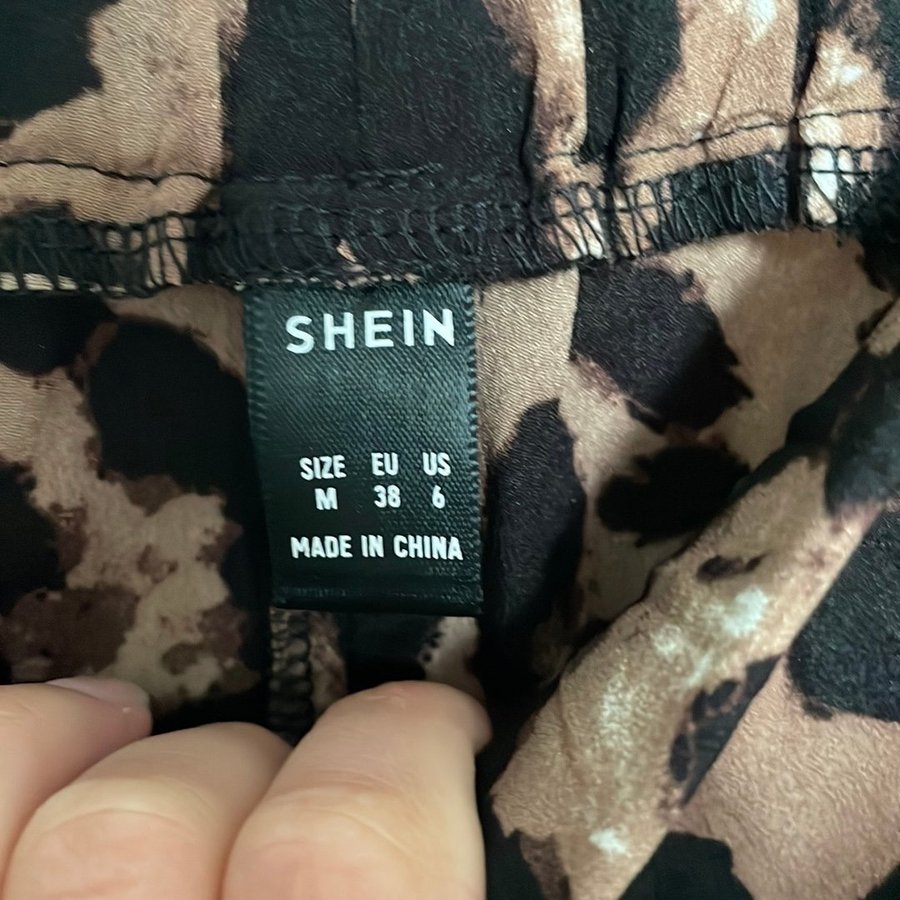 SHEIN
SIZE EU US
M 38 6
MADE IN CHINA